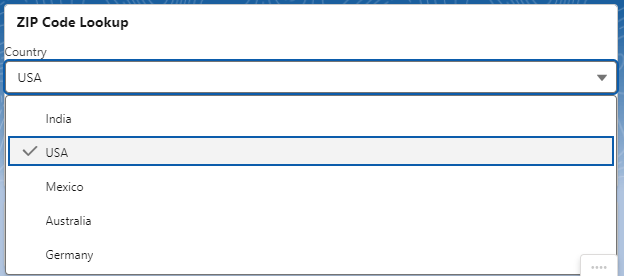 ZIP Code Lookup
Country
USA
India
USA
Mexico
Australia
Germany